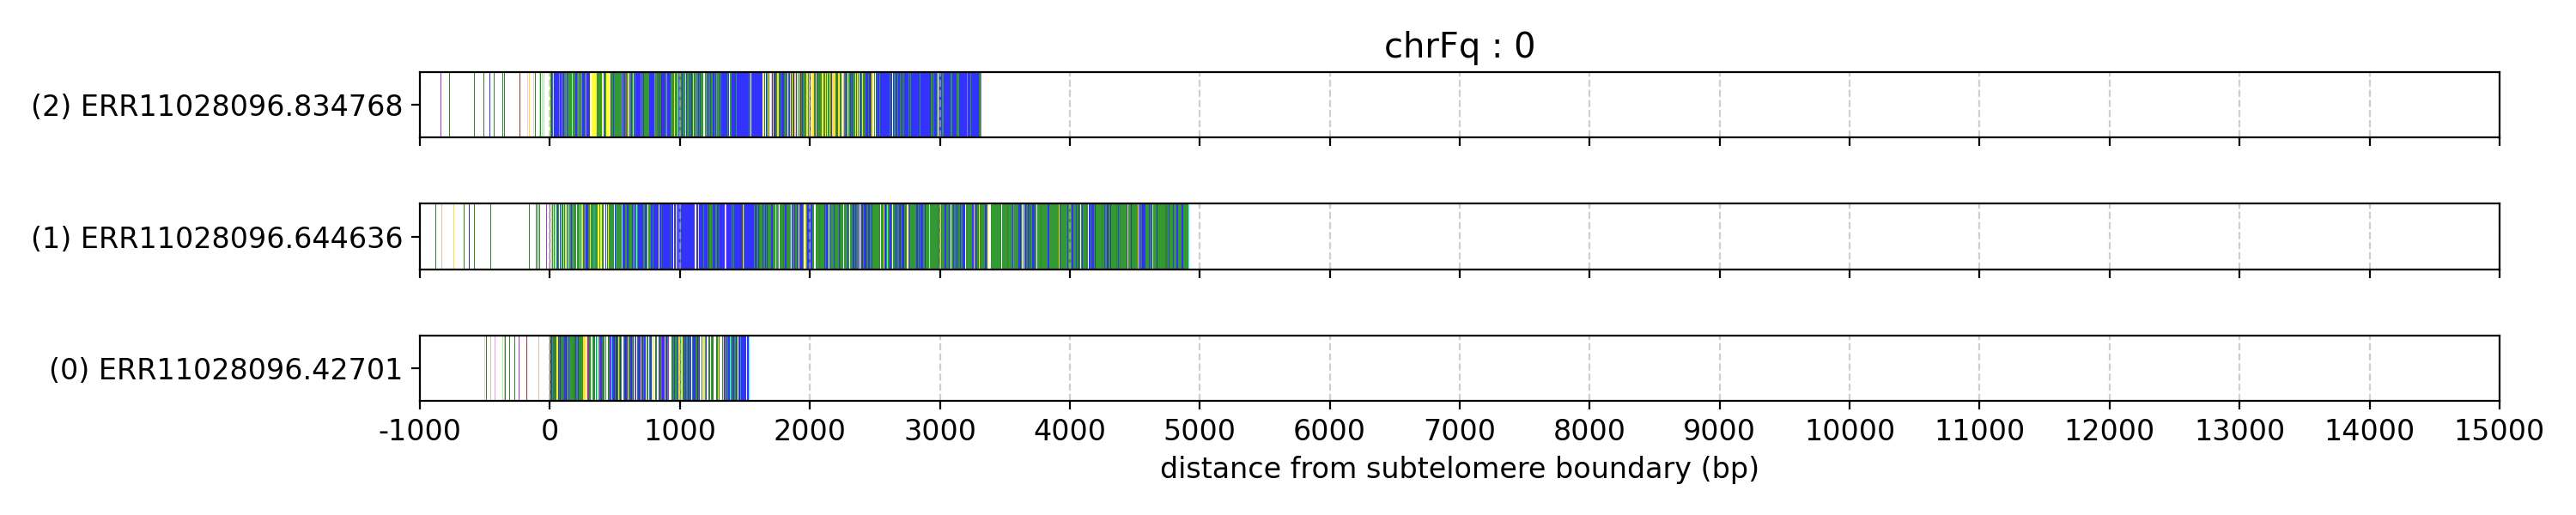 chrFq : 0
(2) ERR11028096.834768
(1) ERR11028096.644636
(0) ERR11028096.42701
-1000 0 1000 2000 3000 4000 5000 6000 7000 8000 9000 10000 11000 12000 13000 14000 15000
distance from subtelomere boundary (bp)